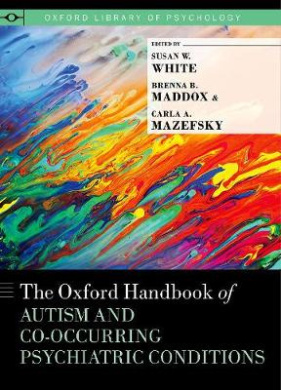 OXFORD LIBRARY OF PSYCHOLOGY
EDITED BY
SUSAN W.
WHITE
BRENNA B.
MADDOX &
CARLA A.
MAZEFSKY
The Oxford Handbook of
AUTISM AND
CO-OCCURRING
PSYCHIATRIC CONDITIONS